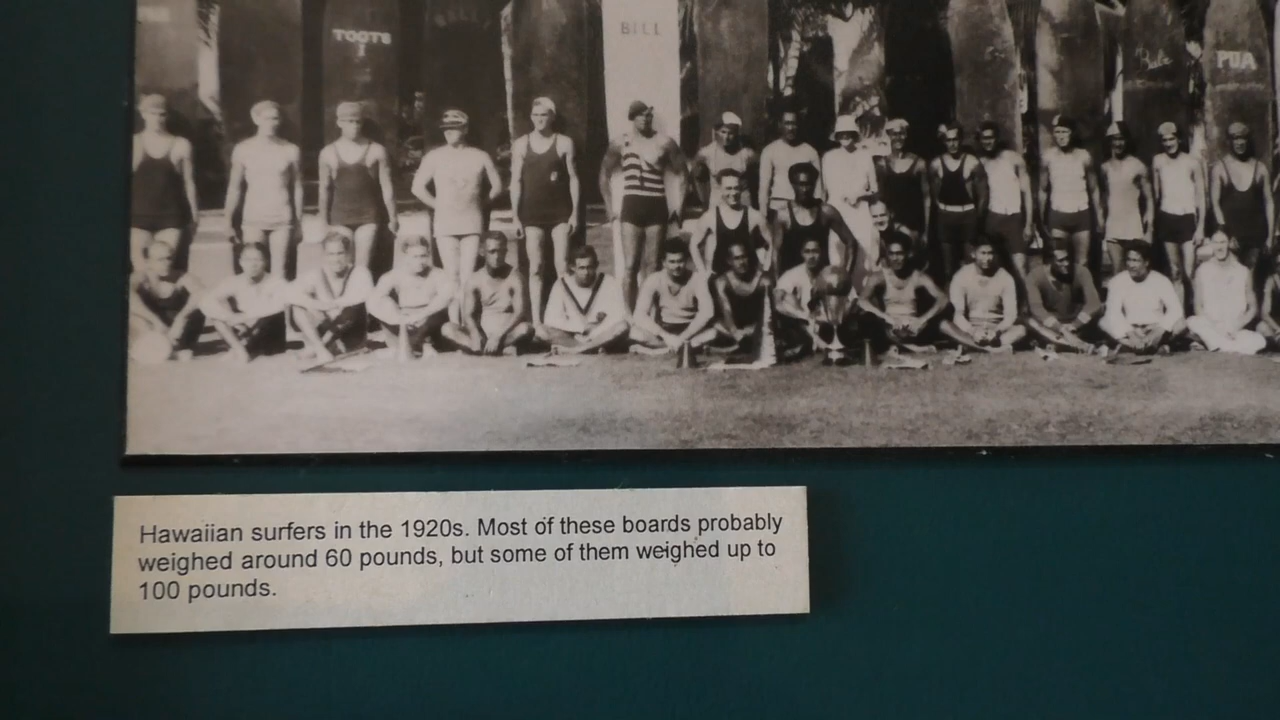 TOOTS
BILL
Bale
PUA
Hawaiian surfers in the 1920s. Most of these boards probably
weighed around 60 pounds, but some of them weighed up to
100 pounds.